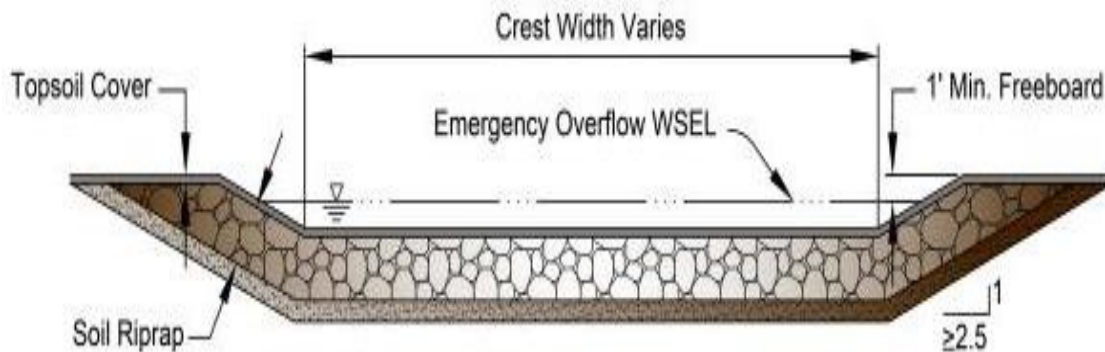 Crest Width Varies
Topsoil Cover
1' Min. Freeboard
Emergency Overflow WSEL
Soil Riprap
1
≥2.5